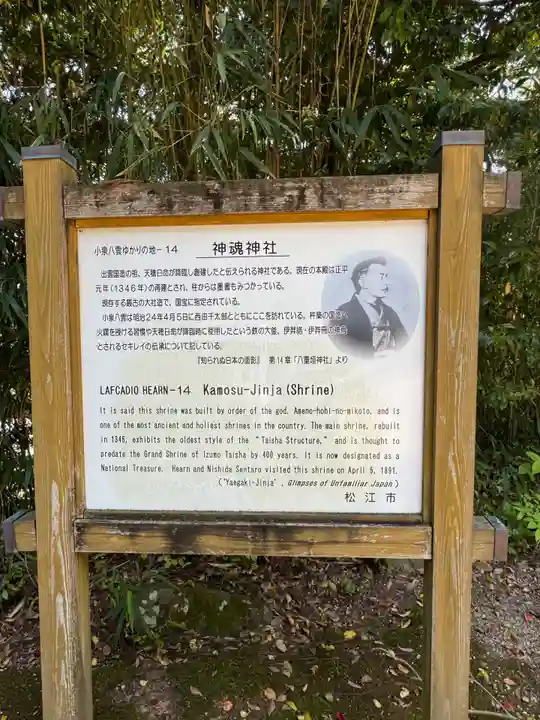 小泉八雲ゆかりの地－14 神魂神社
出雲国造の祖、天穂日命が降臨し創建したと伝えられる神社である。現在の本殿は正平
元年（１３４６年）の再建とされ、柱からは墨書もみつかっている。
現存する最古の大社造で、国宝に指定されている。
小泉八雲は明治２４年４月５日に西田千太郎とともにここを訪れている。杵築の国造へ
火鑽を授ける習慣や天穂日命が降臨時に使用したという鉄の大釜、伊弉諾・伊弉冊の神使
とされるセキレイの伝承について記している。
『知られぬ日本の面影』 第14章「八重垣神社」より
LAFCADIO HEARN－14 Kamosu-Jinja(Shrine)
It is said this shrine was built by order of the god, Ameno-hohi-no-mikoto, and is
one of the most ancient and holiest shrines in the country. The main shrine, rebuilt
in 1346, exhibits the oldest style of the "Taisha Structure," and is thought to
predate the Grand Shrine of Izumo Taisha by 400 years. It is now designated as a
National Treasure. Hearn and Nishida Sentaro visited this shrine on April 5, 1891.
("Yaegaki-Jinja", Glimpses of Unfamiliar Japan)
松江市